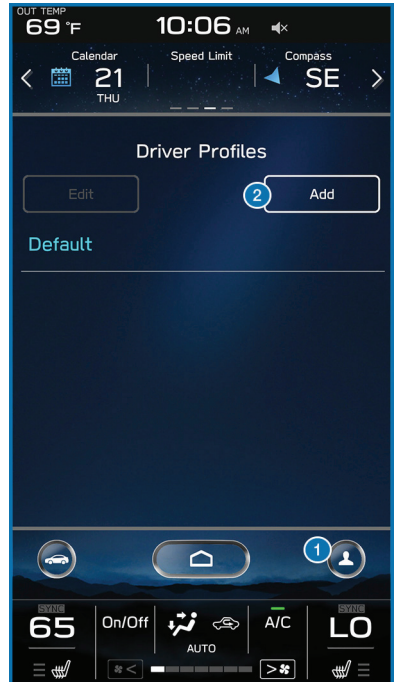 OUT TEMP
69 °F 10:06 AM
Calendar Speed Limit Compass
< 21 SE >
THU
Driver Profiles
Edit 2 Add
Default
1
SYNC SYNC
65 On/Off A/C LO
AUTO
< >